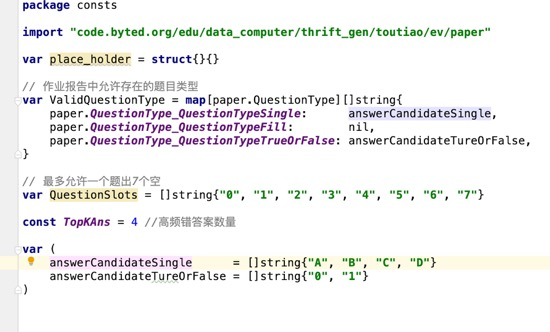 package consts
import "code.byted.org/edu/data_computer/thrift_gen/toutiao/ev/paper"
var place_holder = struct{}{}
// 作业报告中允许存在的题目类型
var ValidQuestionType = map[paper.QuestionType][]string{
    paper.QuestionType_QuestionTypeSingle:      answerCandidateSingle,
    paper.QuestionType_QuestionTypeFill:        nil,
    paper.QuestionType_QuestionTypeTrueOrFalse: answerCandidateTureOrFalse,
}
// 最多允许一个题出7个空
var QuestionSlots = []string{"0", "1", "2", "3", "4", "5", "6", "7"}
const TopKAns = 4 //高频错答案数量
var (
    answerCandidateSingle      = []string{"A", "B", "C", "D"}
    answerCandidateTureOrFalse = []string{"0", "1"}
)